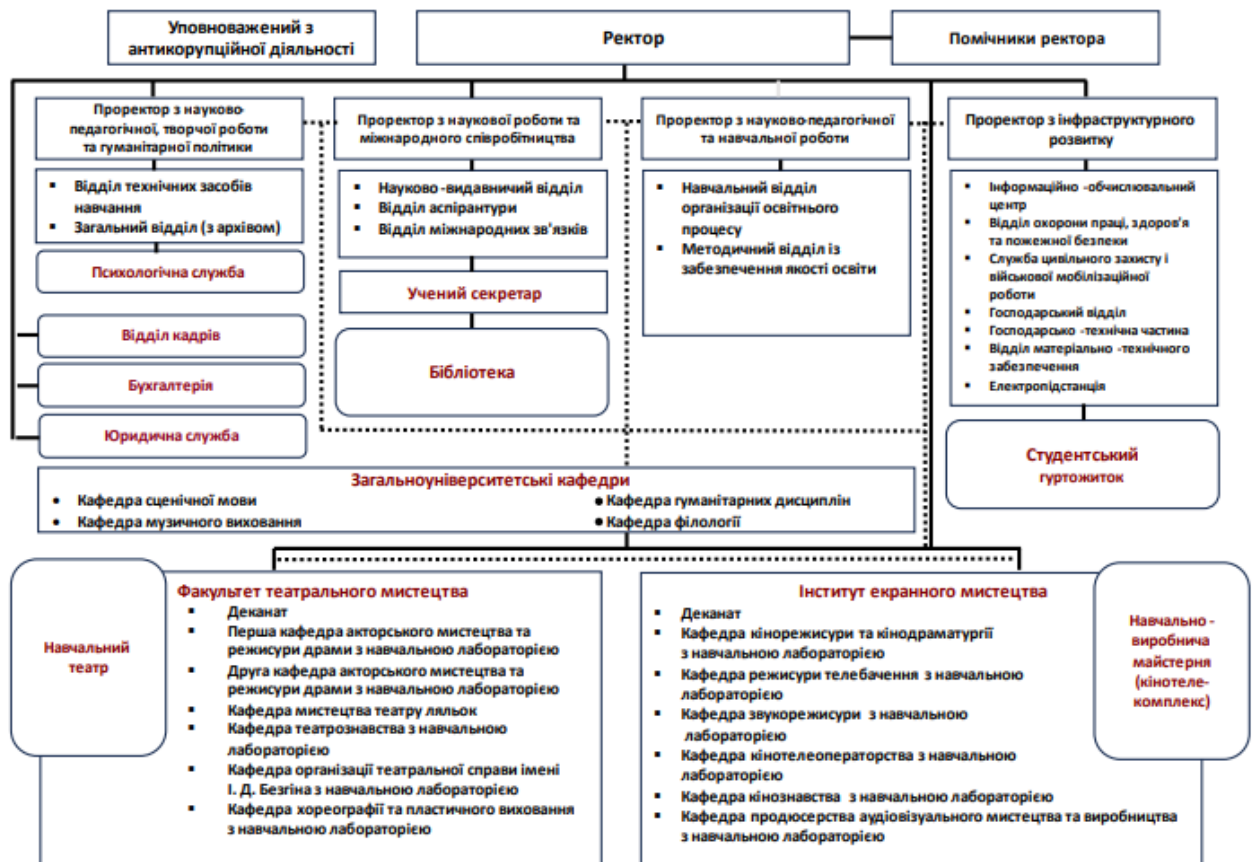 Уповноважений з
антикорупційної діяльності
Ректор
Помічники ректора
Проректор з науково-
педагогічної, творчої роботи
та гуманітарної політики
Проректор з наукової роботи та
міжнародного співробітництва
Проректор з науково-педагогічної
та навчальної роботи
Проректор з інфраструктурного
розвитку
▪ Відділ технічних засобів
навчання
▪ Загальний відділ (з архівом)
Психологічна служба
Відділ кадрів
Бухгалтерія
Юридична служба
▪ Науково -видавничий відділ
▪ Відділ аспірантури
▪ Відділ міжнародних зв'язків
Учений секретар
Бібліотека
▪ Навчальний відділ
організації освітнього
процесу
▪ Методичний відділ із
забезпечення якості освіти
▪ Інформаційно -обчислювальний
центр
▪ Відділ охорони праці, здоров'я
та пожежної безпеки
▪ Служба цивільного захисту і
військової мобілізаційної
роботи
▪ Господарський відділ
▪ Господарсько -технічна частина
▪ Відділ матеріально -технічного
забезпечення
▪ Електропідстанція
Студентський
гуртожиток
Загальноуніверситетські кафедри
• Кафедра сценічної мови
• Кафедра музичного виховання
• Кафедра гуманітарних дисциплін
• Кафедра філології
Навчальний
театр
Факультет театрального мистецтва
▪ Деканат
▪ Перша кафедра акторського мистецтва та
режисури драми з навчальною лабораторією
▪ Друга кафедра акторського мистецтва та
режисури драми з навчальною лабораторією
▪ Кафедра мистецтва театру ляльок
▪ Кафедра театрознавства з навчальною
лабораторією
▪ Кафедра організації театральної справи імені
І. Д. Безгіна з навчальною лабораторією
▪ Кафедра хореографії та пластичного виховання
з навчальною лабораторією
Інститут екранного мистецтва
▪ Деканат
▪ Кафедра кінорежисури та кінодраматургії
з навчальною лабораторією
▪ Кафедра режисури телебачення з навчальною
лабораторією
▪ Кафедра звукорежисури з навчальною
лабораторією
▪ Кафедра кінотелеоператорства з навчальною
лабораторією
▪ Кафедра кінознавства з навчальною лабораторією
▪ Кафедра продюсерства аудіовізуального мистецтва та виробництва
з навчальною лабораторією
Навчально -
виробнича
майстерня
(кінотеле-
комплекс)